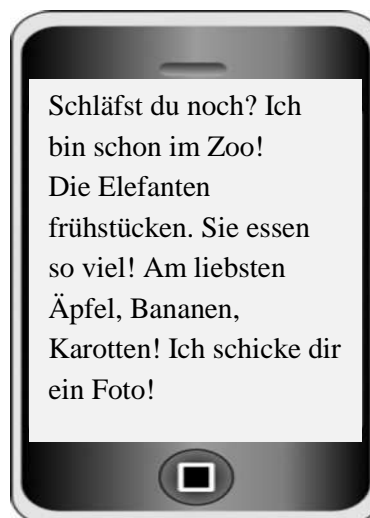 Schläfst du noch? Ich
bin schon im Zoo!
Die Elefanten
frühstücken. Sie essen
so viel! Am liebsten
Äpfel, Bananen,
Karotten! Ich schicke dir
ein Foto!